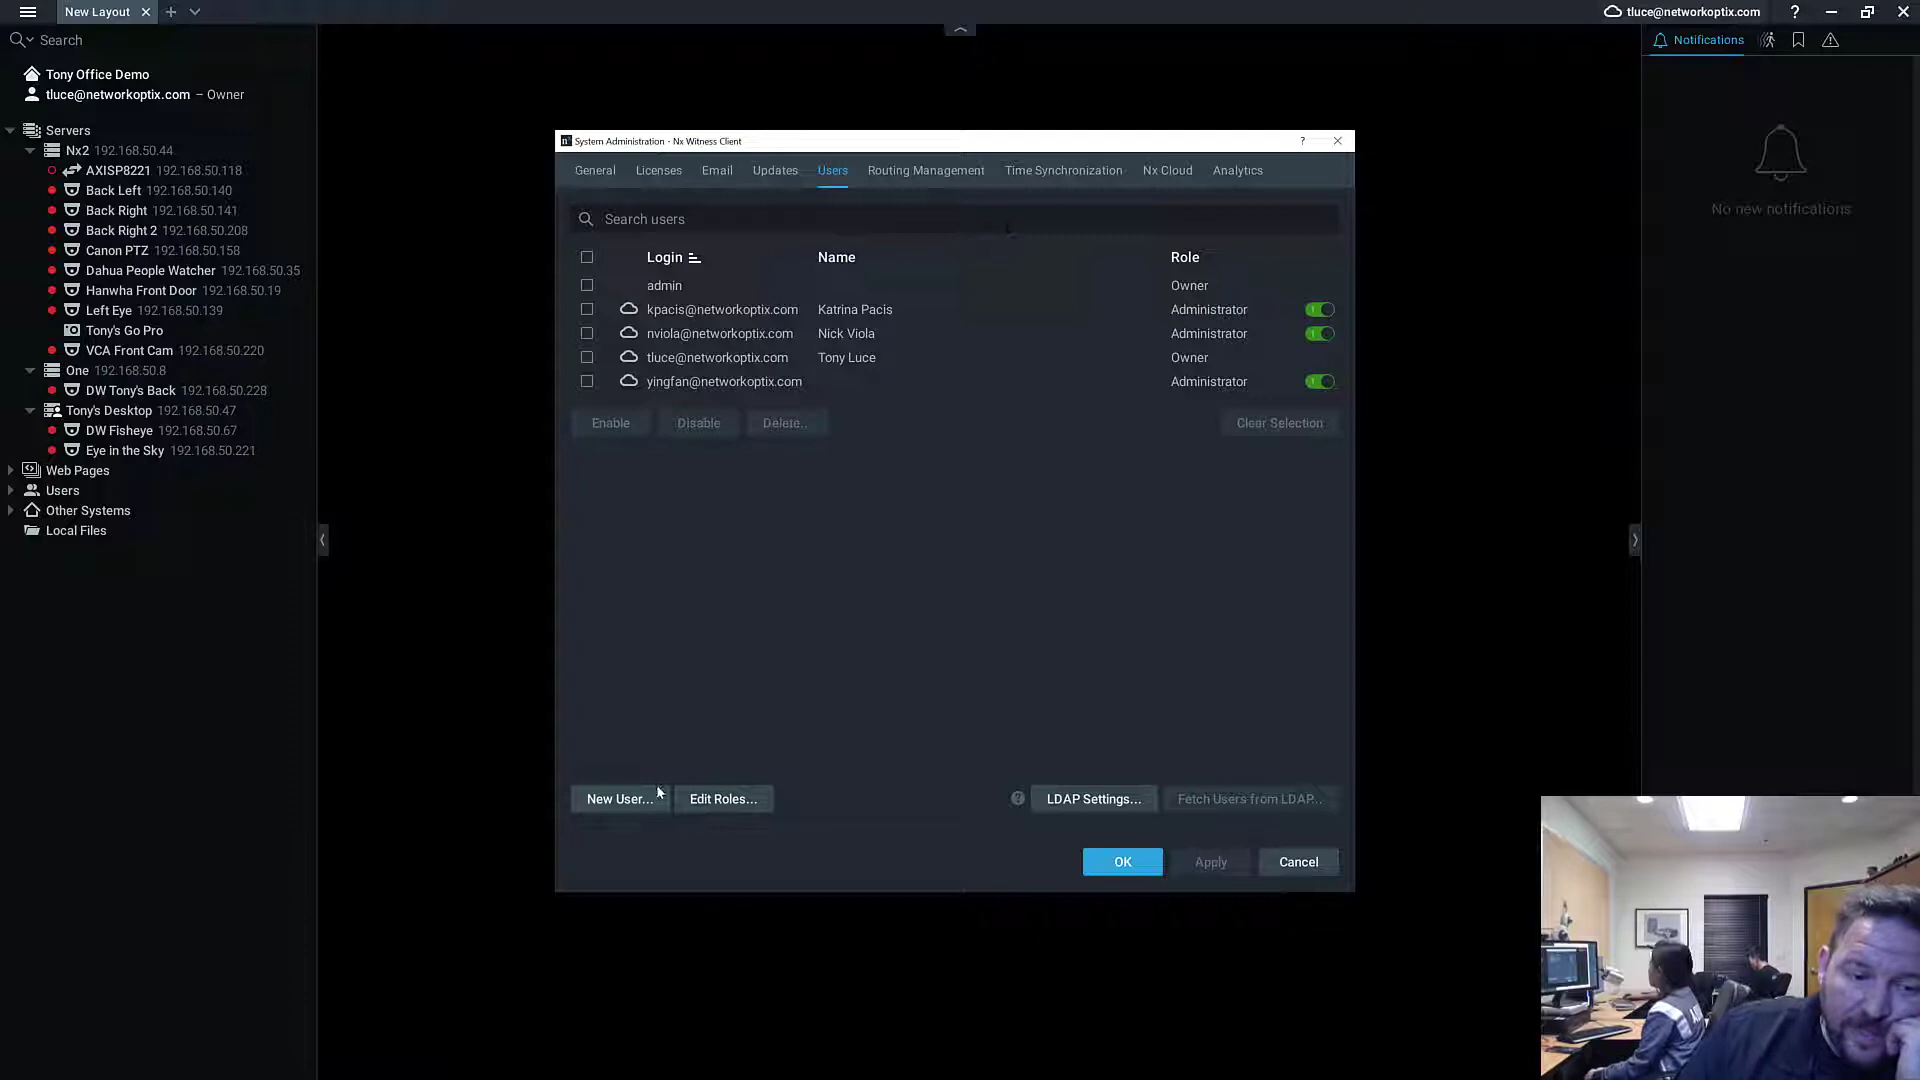 New Layout
tluce@networkoptix.com
?
Search
Notifications
Tony Office Demo
tluce@networkoptix.com – Owner
Servers
Nx2 192.168.50.44
AXISP8221 192.168.50.118
Back Left 192.168.50.140
Back Right 192.168.50.141
Back Right 2 192.168.50.208
Canon PTZ 192.168.50.158
Dahua People Watcher 192.168.50.35
Hanwha Front Door 192.168.50.19
Left Eye 192.168.50.139
Tony's Go Pro
VCA Front Cam 192.168.50.220
One 192.168.50.8
DW Tony's Back 192.168.50.228
Tony's Desktop 192.168.50.47
DW Fisheye 192.168.50.67
Eye in the Sky 192.168.50.221
Web Pages
Users
Other Systems
Local Files
System Administration - Nx Witness Client
?
General Licenses Email Updates Users Routing Management Time Synchronization Nx Cloud Analytics
Search users
Login Name Role
admin Owner
kpacis@networkoptix.com Katrina Pacis Administrator
nviola@networkoptix.com Nick Viola Administrator
tluce@networkoptix.com Tony Luce Owner
yingfan@networkoptix.com Administrator
Enable Disable Delete... Clear Selection
New User... Edit Roles... ? LDAP Settings... Fetch Users from LDAP...
OK Apply Cancel
No new notifications